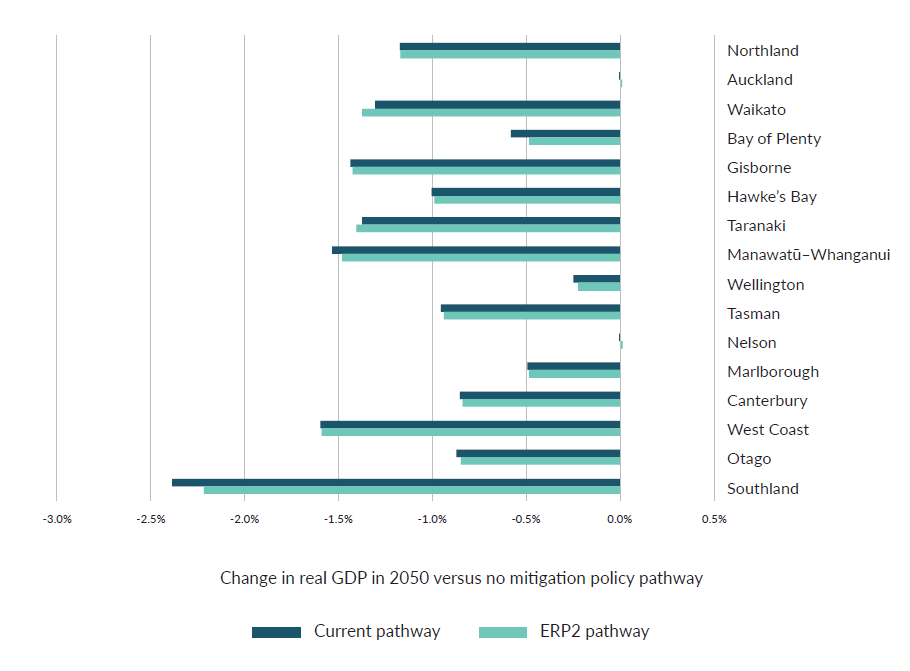 Northland
Auckland
Waikato
Bay of Plenty
Gisborne
Hawke’s Bay
Taranaki
Manawatū–Whanganui
Wellington
Tasman
Nelson
Marlborough
Canterbury
West Coast
Otago
Southland
-3.0% -2.5% -2.0% -1.5% -1.0% -0.5% 0.0% 0.5%
Change in real GDP in 2050 versus no mitigation policy pathway
Current pathway ERP2 pathway